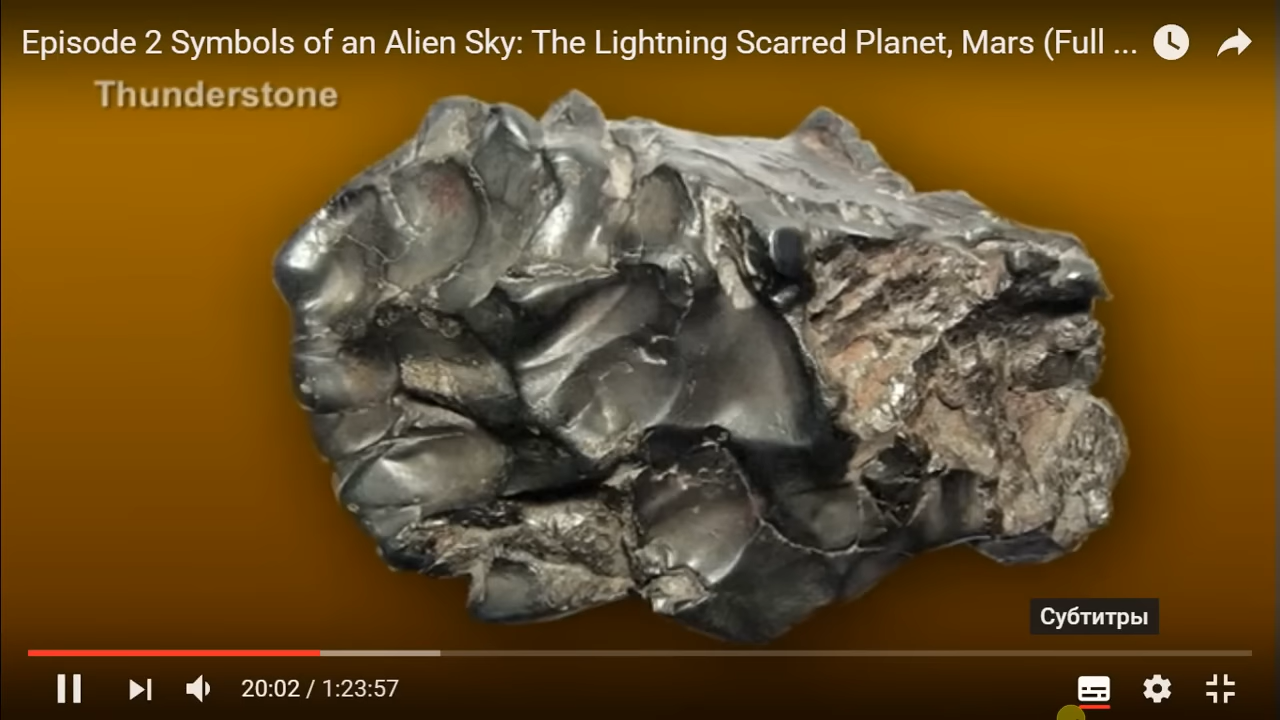 Episode 2 Symbols of an Alien Sky: The Lightning Scarred Planet, Mars (Full ...
Thunderstone
Субтитры
20:02 / 1:23:57